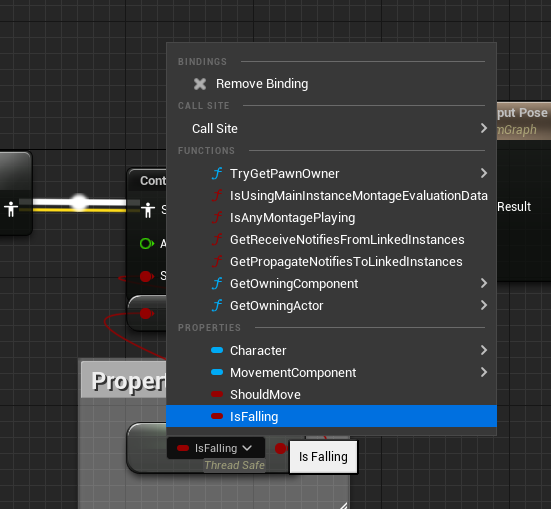 BINDINGS
Remove Binding
CALL SITE
Call Site
FUNCTIONS
TryGetPawnOwner
IsUsingMainInstanceMontageEvaluationData
IsAnyMontagePlaying
GetReceiveNotifiesFromLinkedInstances
GetPropagateNotifiesToLinkedInstances
GetOwningComponent
GetOwningActor
PROPERTIES
Character
MovementComponent
ShouldMove
IsFalling
put Pose
mGraph
Result
Cont
S
A
S
Propert
IsFalling
Thread Safe
Is Falling